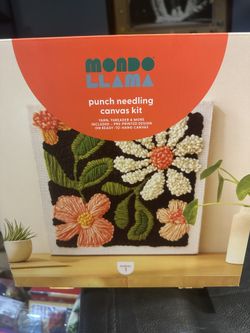 MONDO
LLAMA
punch needling
canvas kit
YARN, THREADER & MORE
INCLUDED – PRE-PRINTED DESIGN
ON READY-TO-HANG CANVAS